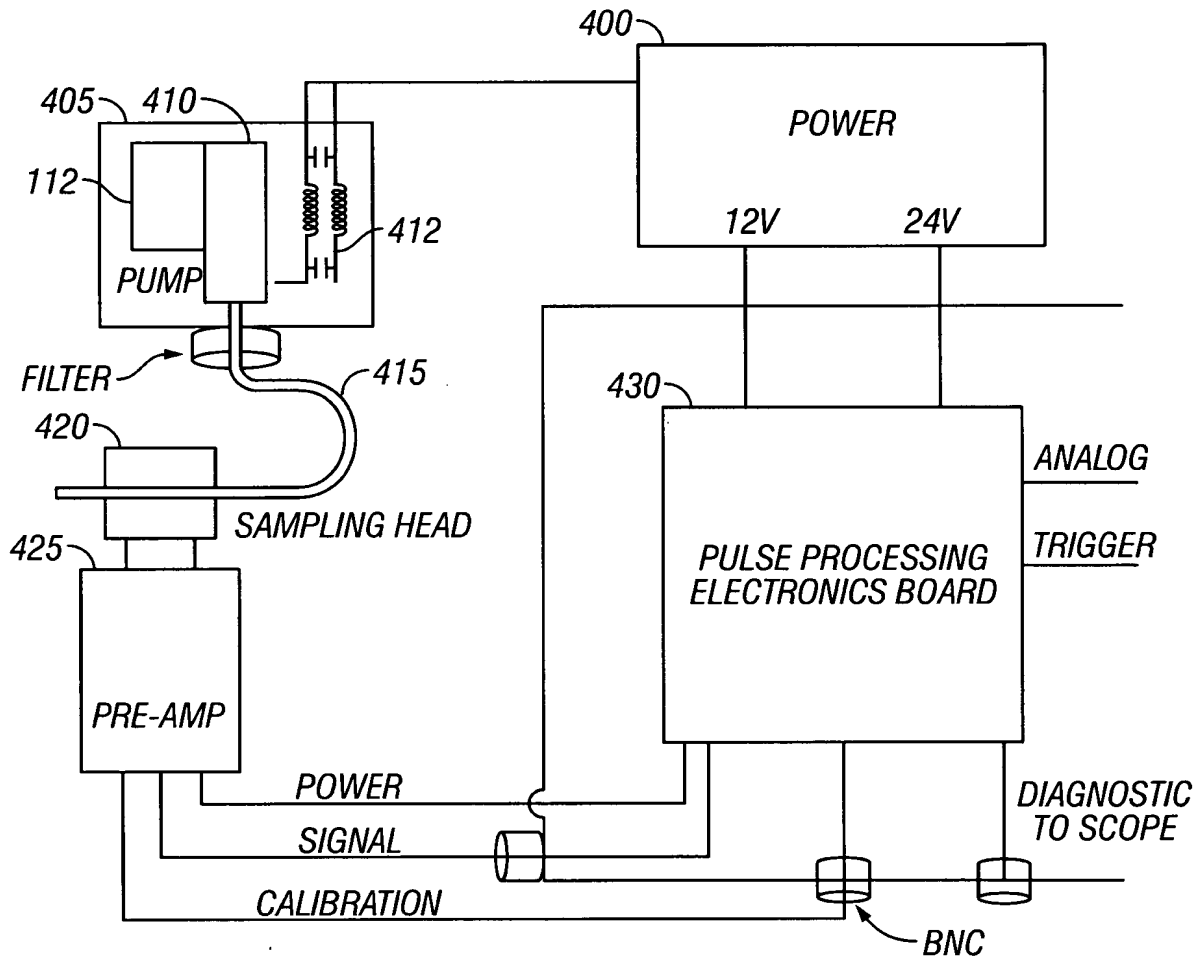 400
POWER
12V
24V
405
410
112
412
PUMP
FILTER
415
420
SAMPLING HEAD
425
PRE-AMP
430
PULSE PROCESSING
ELECTRONICS BOARD
ANALOG
TRIGGER
POWER
SIGNAL
CALIBRATION
DIAGNOSTIC
TO SCOPE
BNC